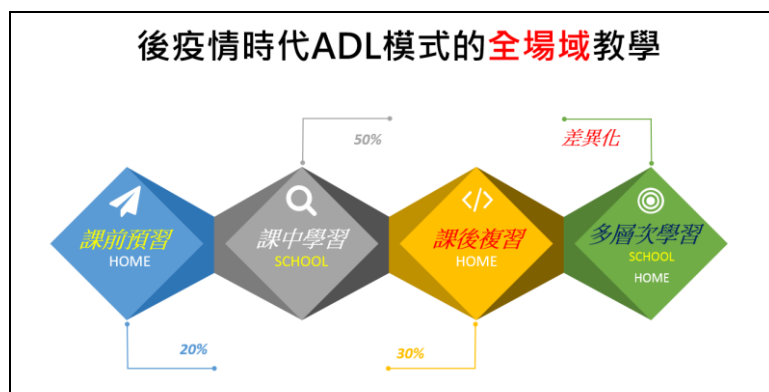 後疫情時代ADL模式的全場域教學
50%
差異化
課前預習
HOME
課中學習
SCHOOL
課後複習
HOME
多層次學習
SCHOOL
HOME
20%
30%